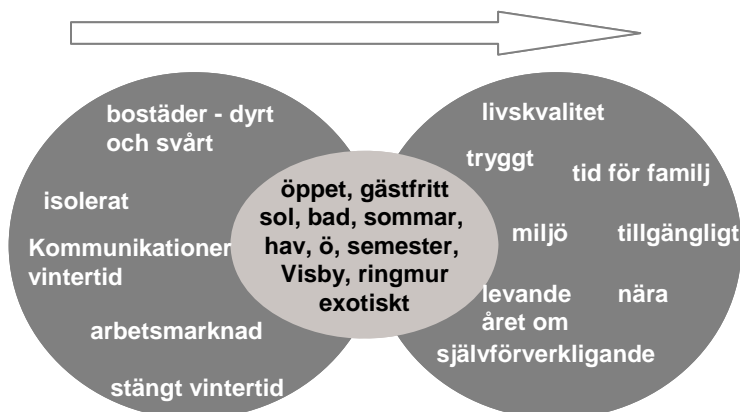 bostäder - dyrt
och svårt
isolerat
Kommunikationer
vintertid
arbetsmarknad
stängt vintertid
öppet, gästfritt
sol, bad, sommar,
hav, ö, semester,
Visby, ringmur
exotiskt
livskvalitet
tryggt
tid för familj
miljö
tillgängligt
levande
året om
nära
självförverkligande